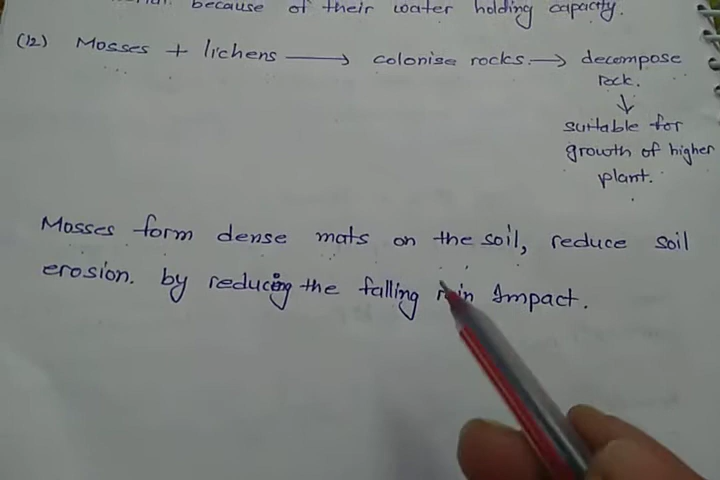 because of their water holding capacity.
(12) Mosses + lichens → colonise rocks. → decompose
rock.
↓
suitable for
growth of higher
plant.
Mosses form dense mats on the soil, reduce soil
erosion. by reducing the falling rain Impact.